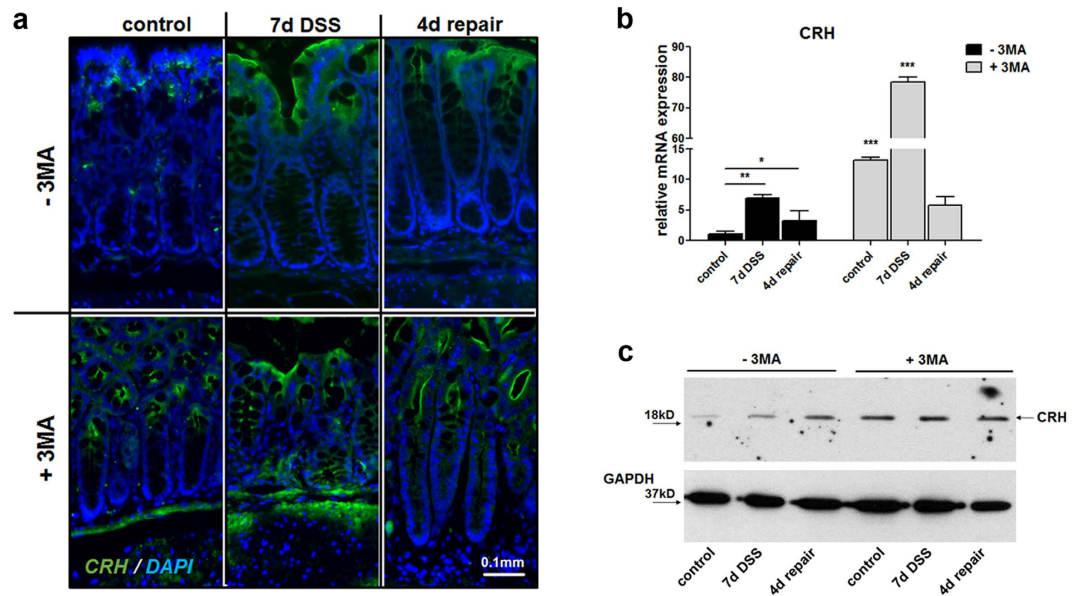 a
control
7d DSS
4d repair
- 3MA
+ 3MA
CRH / DAPI
0.1mm
b
CRH
- 3MA
+ 3MA
relative mRNA expression
90
80
70
60
15
10
5
0
***
***
*
**
control
7d DSS
4d repair
control
7d DSS
4d repair
c
- 3MA
+ 3MA
18kD
CRH
GAPDH
37kD
control
7d DSS
4d repair
control
7d DSS
4d repair